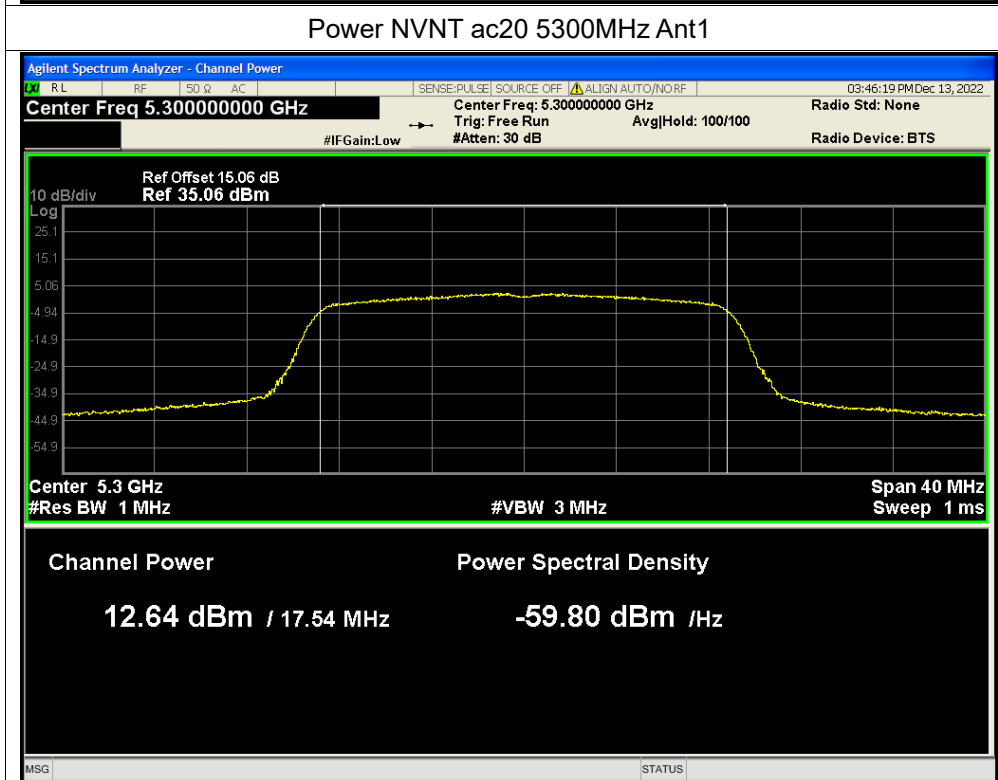 Power NVNT ac20 5300MHz Ant1
Agilent Spectrum Analyzer - Channel Power
LXI RL RF 50 Ω AC SENSE:PULSE SOURCE OFF ALIGN AUTO/NO RF 03:46:19 PM Dec 13, 2022
Center Freq 5.300000000 GHz
Center Freq: 5.300000000 GHz
Radio Std: None
Trig: Free Run Avg|Hold: 100/100
#IFGain:Low #Atten: 30 dB Radio Device: BTS
Ref Offset 15.06 dB
10 dB/div Ref 35.06 dBm
Log
25.1
15.1
5.06
-4.94
-14.9
-24.9
-34.9
-44.9
-54.9
Center 5.3 GHz Span 40 MHz
#Res BW 1 MHz #VBW 3 MHz Sweep 1 ms
Channel Power Power Spectral Density
12.64 dBm / 17.54 MHz -59.80 dBm /Hz
MSG STATUS